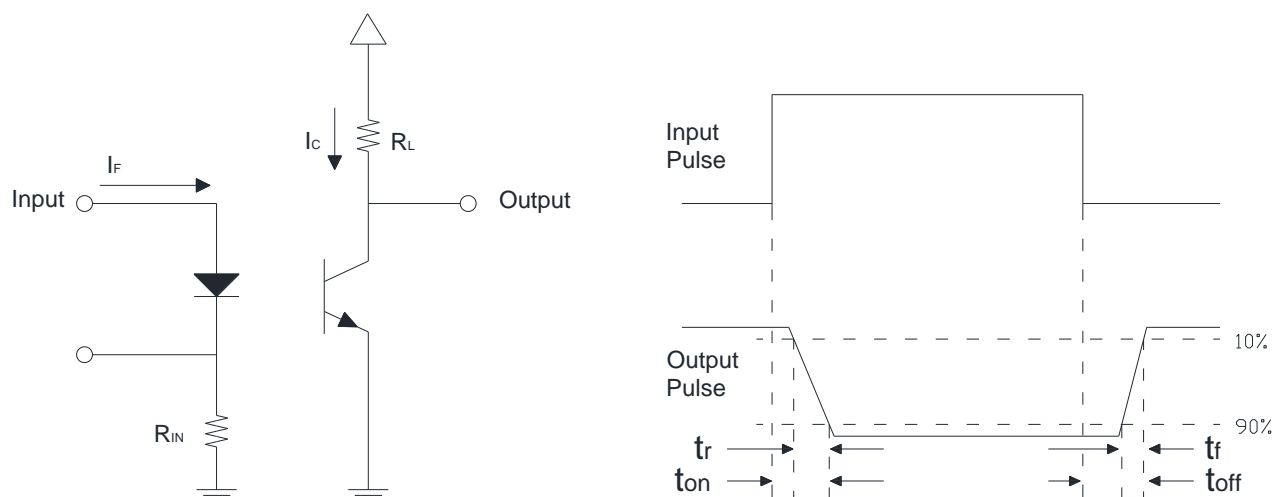 Input
Pulse
IC
RL
IF
Input
Output
10%
Output
Pulse
90%
RIN
tr
tf
ton
toff